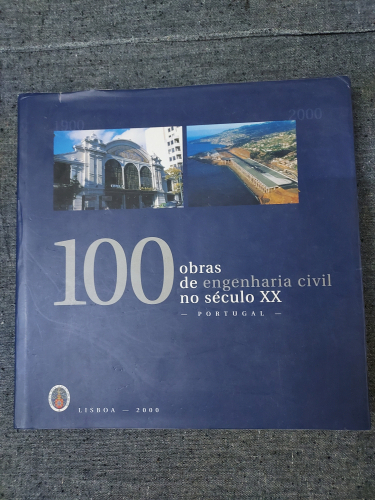 1900
2000
100 obras
de engenharia civil
no século XX
— PORTUGAL —
LISBOA — 2000